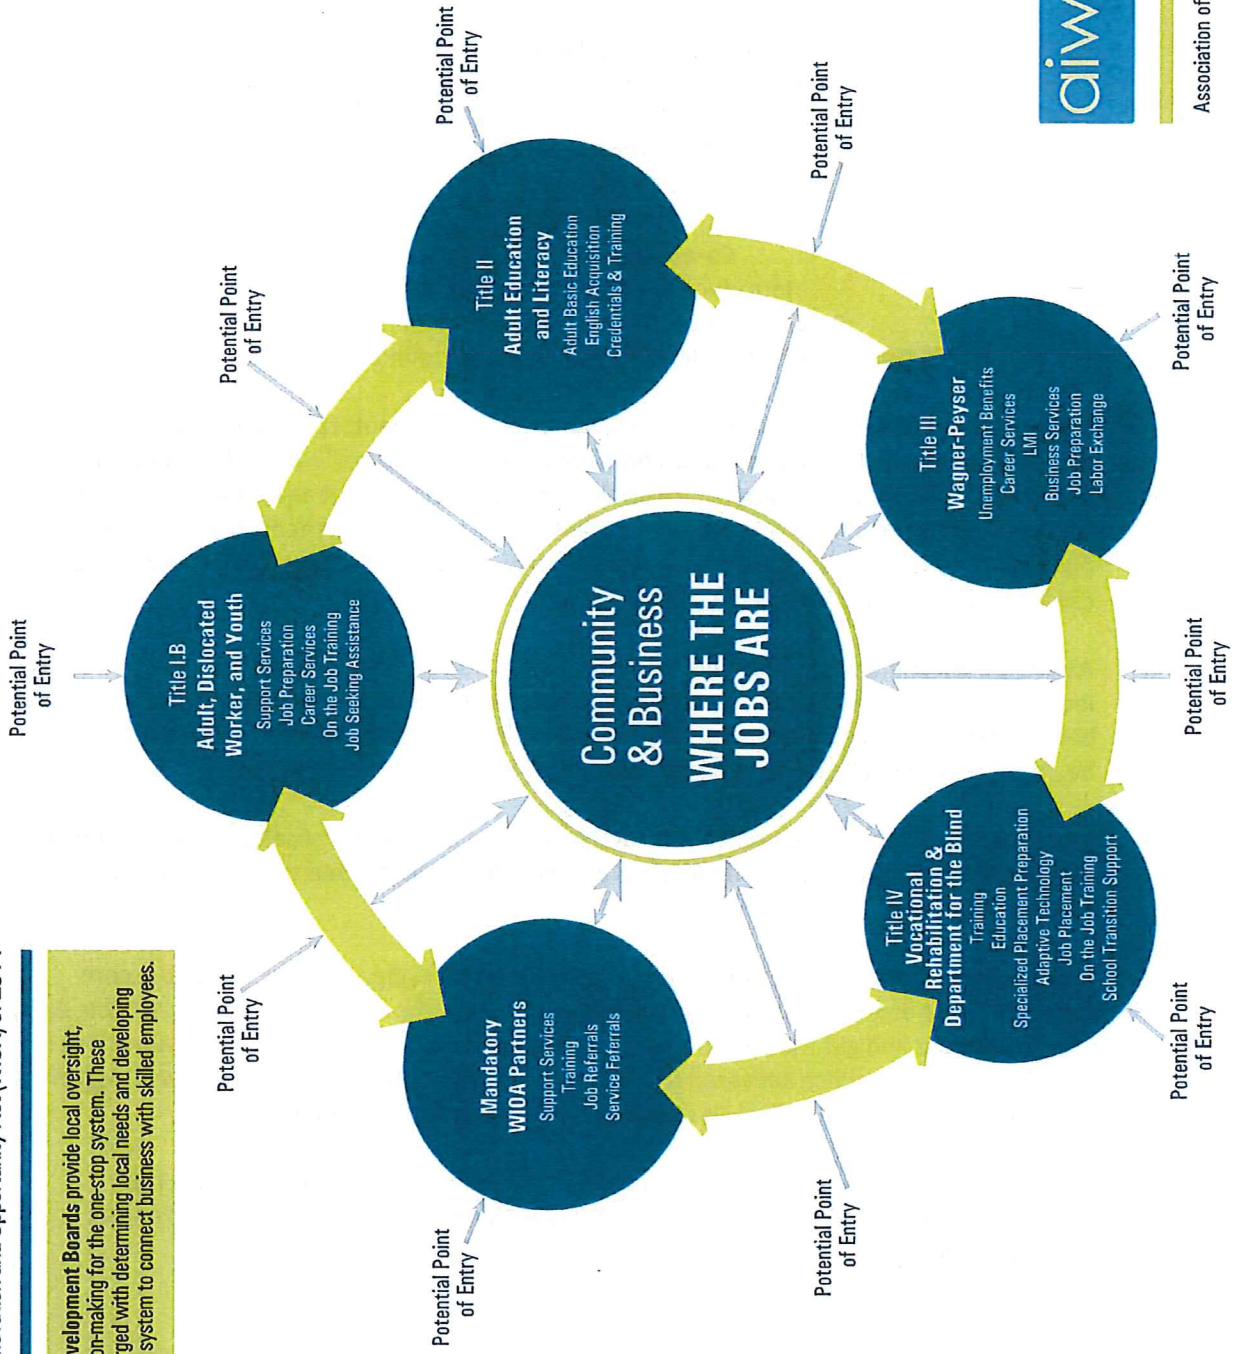 and Opportunity Act (WIOA) of 2014
velopment Boards provide local oversight,
on-making for the one-stop system. These
rged with determining local needs and developing
system to connect business with skilled employees.
Potential Point
of Entry
Title I.B
Adult, Dislocated
Worker, and Youth
Support Services
Job Preparation
Career Services
On the Job Training
Job Seeking Assistance
Potential Point
of Entry
Potential Point
of Entry
Potential Point
of Entry
Mandatory
WIOA Partners
Support Services
Training
Job Referrals
Service Feferrals
Title II
Adult Education
and Literacy
Adult Basic Education
English Acquisition
Credentials & Training
Potential Point
of Entry
Community
& Business
WHERE THE
JOBS ARE
Potential Point
of Entry
Potential Point
of Entry
Title IV
Vocational
Rehabilitation &
Department for the Blind
Training
Education
Specialized Placement Preparation
Adaptive Technology
Job Placement
On the Job Training
School Transition Support
Title III
Wagner-Peyser
Unemployment Benefits
Career Services
LMI
Business Services
Job Preparation
Labor Exchange
Potential Point
of Entry
Potential Point
of Entry
Potential Point
of Entry
aiw
Association of